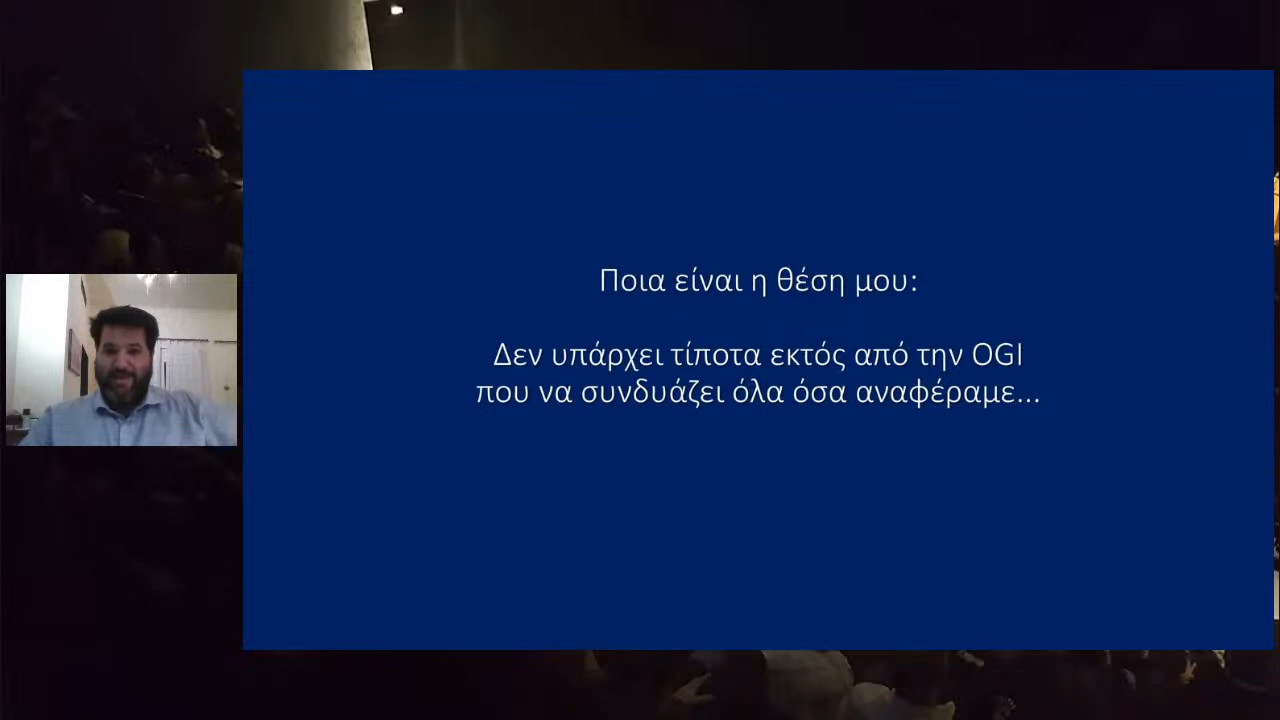 Ποια είναι η θέση μου:
Δεν υπάρχει τίποτα εκτός από την OGI
που να συνδυάζει όλα όσα αναφέραμε...